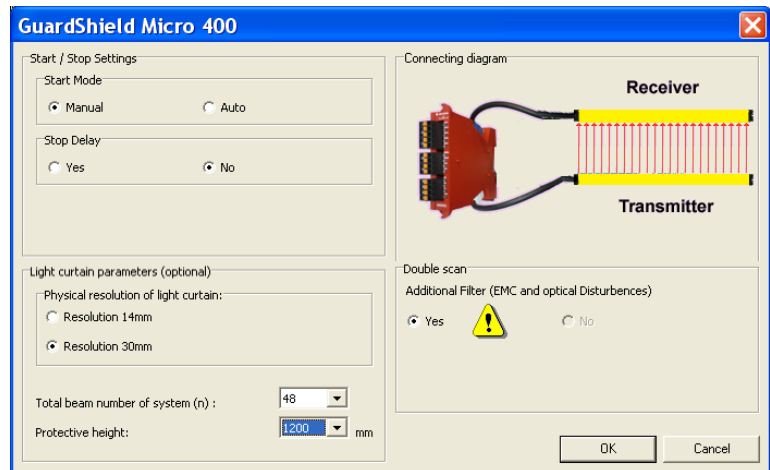 GuardShield Micro 400
Start / Stop Settings
Start Mode
Manual Auto
Stop Delay
Yes No
Connecting diagram
Receiver
Transmitter
Light curtain parameters (optional)
Physical resolution of light curtain:
Resolution 14mm
Resolution 30mm
Total beam number of system (n) : 48
Protective height: 1200 mm
Double scan
Additional Filter (EMC and optical Disturbences)
Yes No
OK Cancel